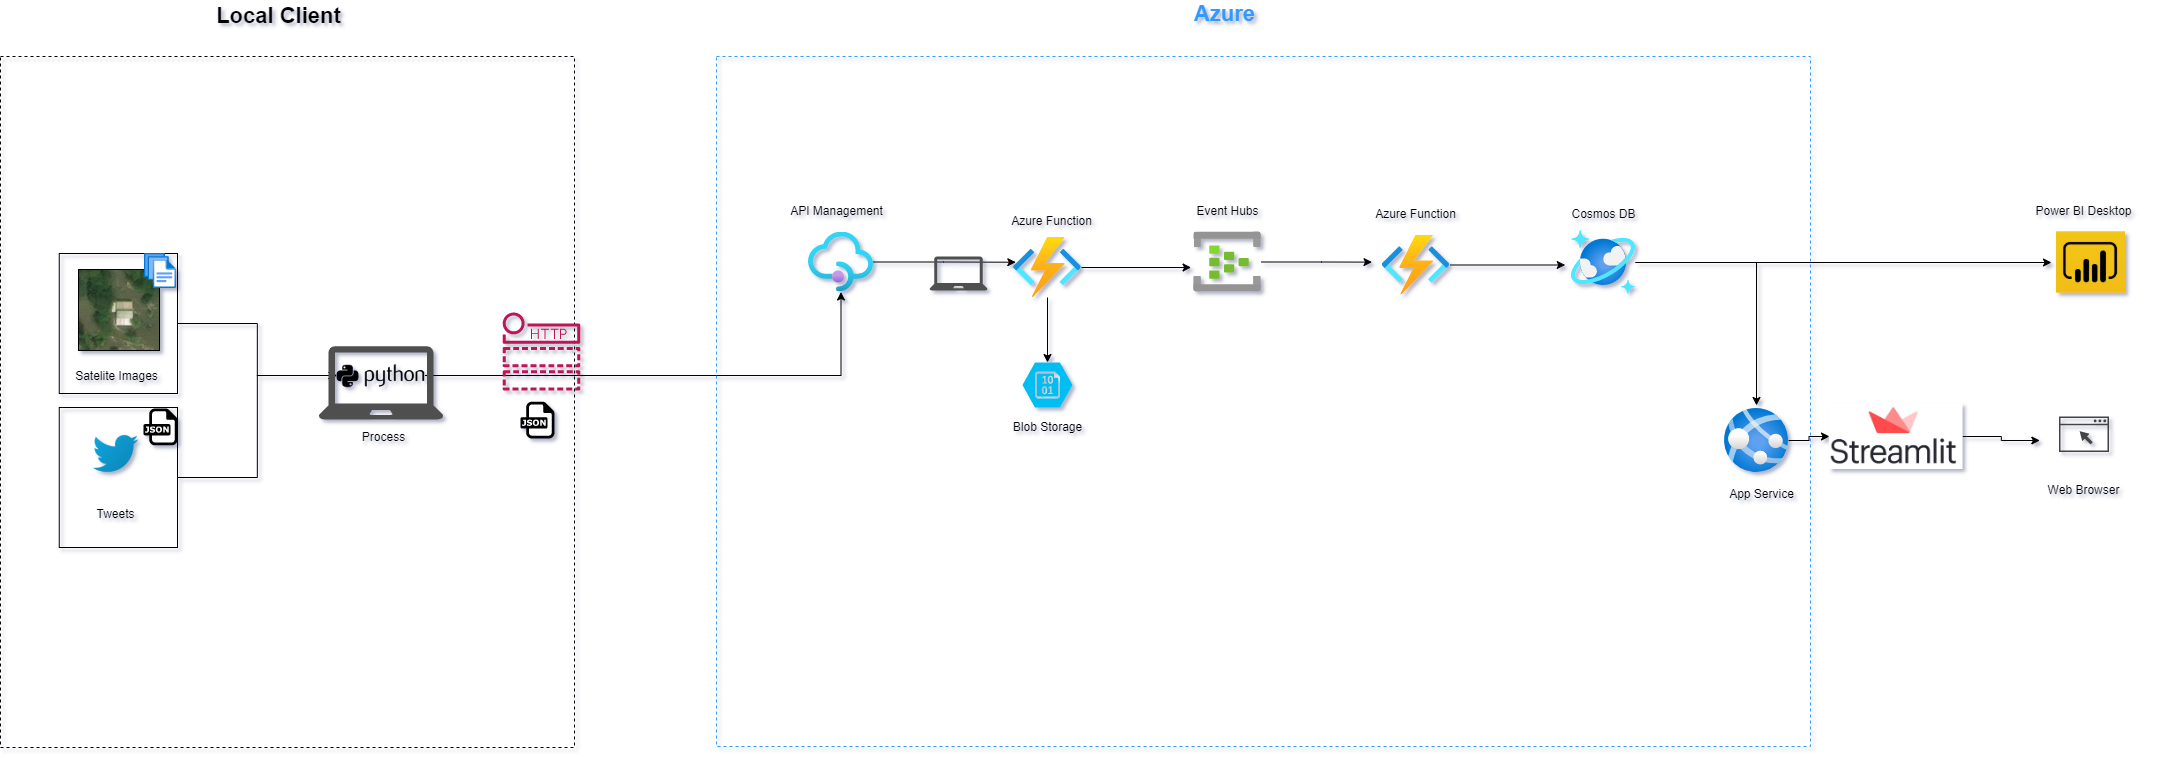 Local Client
Azure
API Management
Azure Function
Event Hubs
Azure Function
Cosmos DB
Power BI Desktop
HTTP
Satelite Images
python
Process
JSON
JSON
Tweets
10
01
Blob Storage
Streamlit
App Service
Web Browser